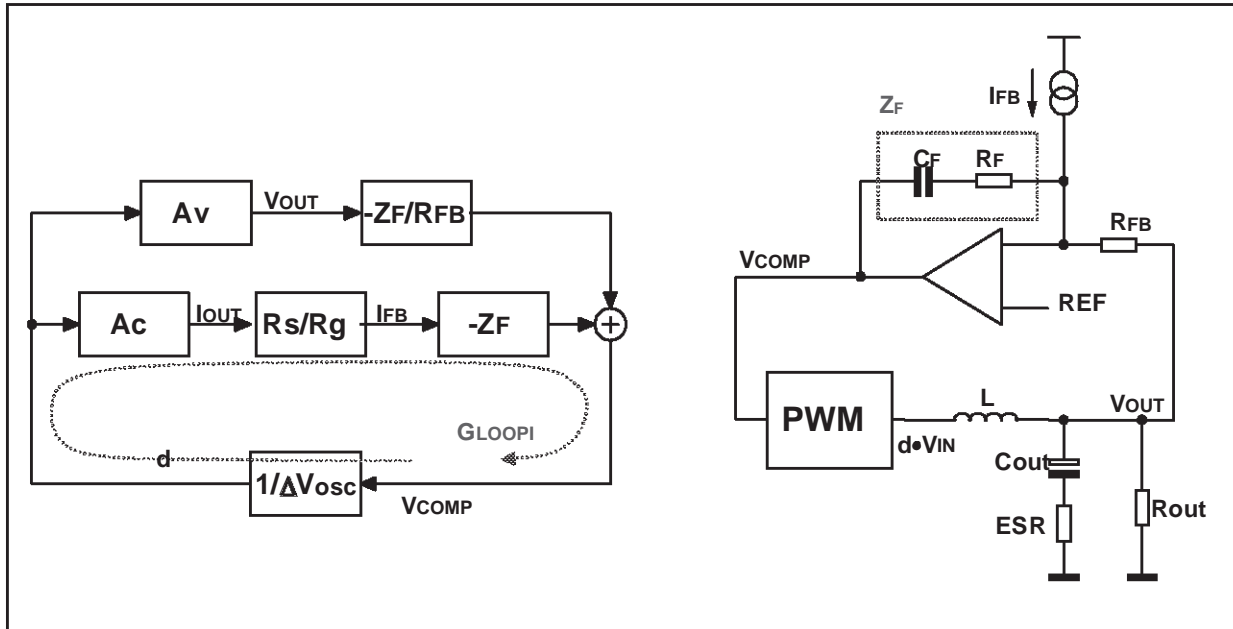 Av
VOUT
-ZF/RFB
Ac
IOUT
Rs/Rg
IFB
-ZF
+
GLOOPI
d
1/ΔVosc
VCOMP
IFB
ZF
CF
RF
RFB
VCOMP
REF
PWM
d•VIN
L
VOUT
Cout
ESR
Rout